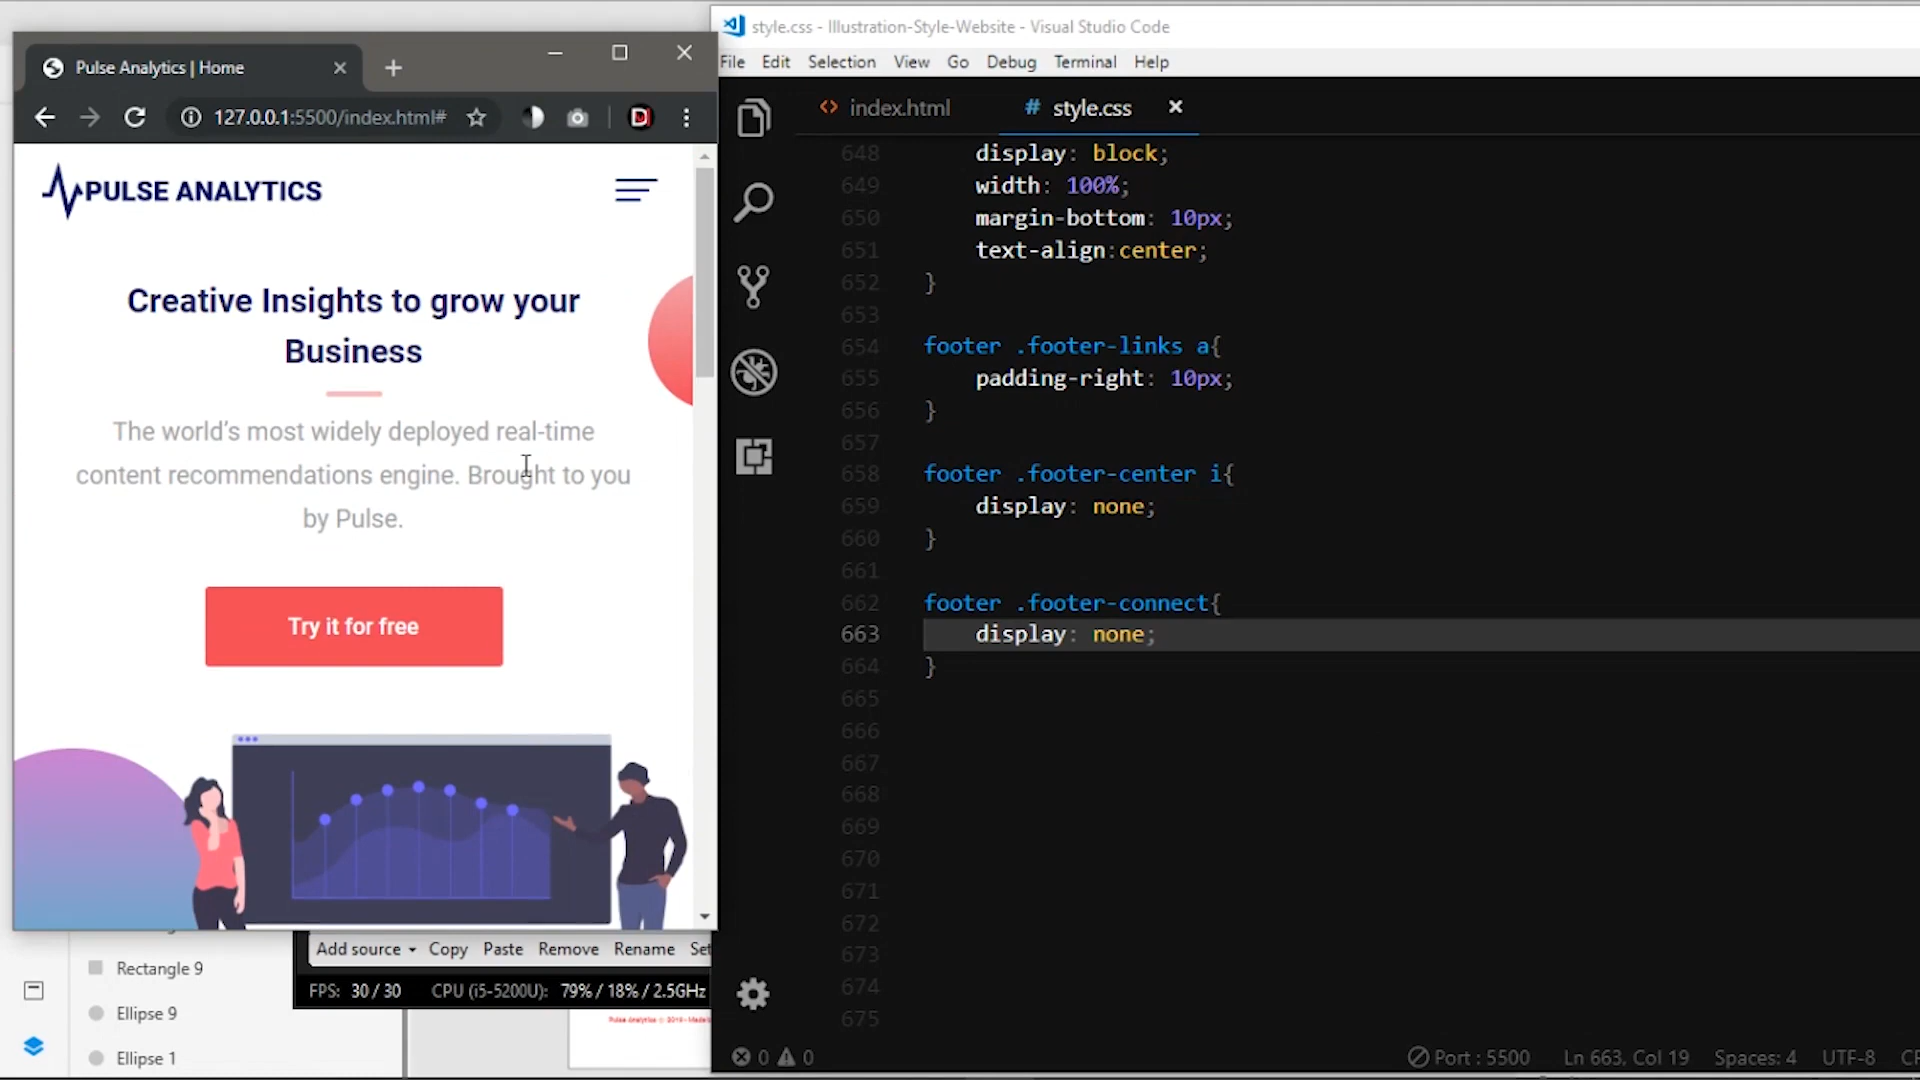 Pulse Analytics | Home
127.0.0.1:5500/index.html#
PULSE ANALYTICS
Creative Insights to grow your
Business
The world's most widely deployed real-time
content recommendations engine. Brought to you
by Pulse.
Try it for free
style.css - Illustration-Style-Website - Visual Studio Code
File Edit Selection View Go Debug Terminal Help
<> index.html
# style.css
648 display: block;
649 width: 100%;
650 margin-bottom: 10px;
651 text-align:center;
652 }
653
654 footer .footer-links a{
655 padding-right: 10px;
656 }
657
658 footer .footer-center i{
659 display: none;
660 }
661
662 footer .footer-connect{
663 display: none;
664 }
665
666
667
668
669
670
671
672
673
674
675
Add source Copy Paste Remove Rename Set
FPS: 30 / 30 CPU (i5-5200U): 79% / 18% / 2.5GHz
Rectangle 9
Ellipse 9
Ellipse 1
Pulse Analytics © 2019 - Made
0 0 Port : 5500 Ln 663, Col 19 Spaces: 4 UTF-8